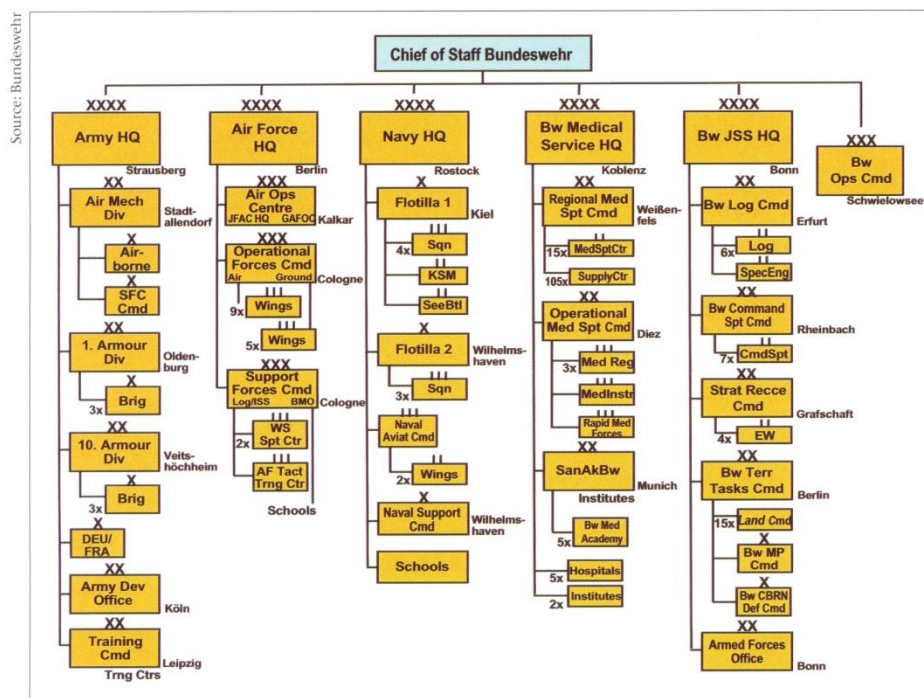 Source: Bundeswehr
Chief of Staff Bundeswehr
XXXX
Army HQ
Strausberg
XX
Air Mech
Div
Stadt-
allendorf
X
Air-
borne
X
SFC
Cmd
XX
1. Armour
Div
Olden-
burg
X
Brig
3x
XX
10. Armour
Div
Veits-
höchheim
X
Brig
3x
X
DEU/
FRA
XX
Army Dev
Office
Köln
XX
Training
Cmd
Leipzig
Trng Ctrs
XXXX
Air Force
HQ
Berlin
XXX
Air Ops
Centre
JFAC HQ GAFOC
Kalkar
XXX
Operational
Forces Cmd
Air Ground
Cologne
III
Wings
9x
III
Wings
5x
XXX
Support
Forces Cmd
Log/ISS BMO
Cologne
III
WS
Spt Ctr
2x
III
AF Tact
Trng Ctr
Schools
XXXX
Navy HQ
Rostock
X
Flotilla 1
Kiel
III
Sqn
4x
II
KSM
II
SeeBtl
X
Flotilla 2
Wilhelms-
haven
III
Sqn
3x
III
Naval
Aviat Cmd
II
Wings
2x
X
Naval Support
Cmd
Wilhelms-
haven
Schools
XXXX
Bw Medical
Service HQ
Koblenz
XX
Regional Med
Spt Cmd
Weißen-
fels
II
MedSptCtr
15x
SupplyCtr
105x
XX
Operational
Med Spt Cmd
Diez
III
Med Reg
3x
III
MedInstr
III
Rapid Med
Forces
XX
SanAkBw
Munich
Institutes
Bw Med
Academy
5x
Hospitals
5x
Institutes
2x
XXXX
Bw JSS HQ
Bonn
XX
Bw Log Cmd
Erfurt
II
Log
6x
II
SpecEng
XX
Bw Command
Spt Cmd
Rheinbach
II
CmdSpt
7x
XX
Strat Recce
Cmd
Grafschaft
II
EW
4x
XX
Bw Terr
Tasks Cmd
Berlin
Land Cmd
15x
X
Bw MP
Cmd
X
Bw CBRN
Def Cmd
XX
Armed Forces
Office
Bonn
XXX
Bw
Ops Cmd
Schwielowsee